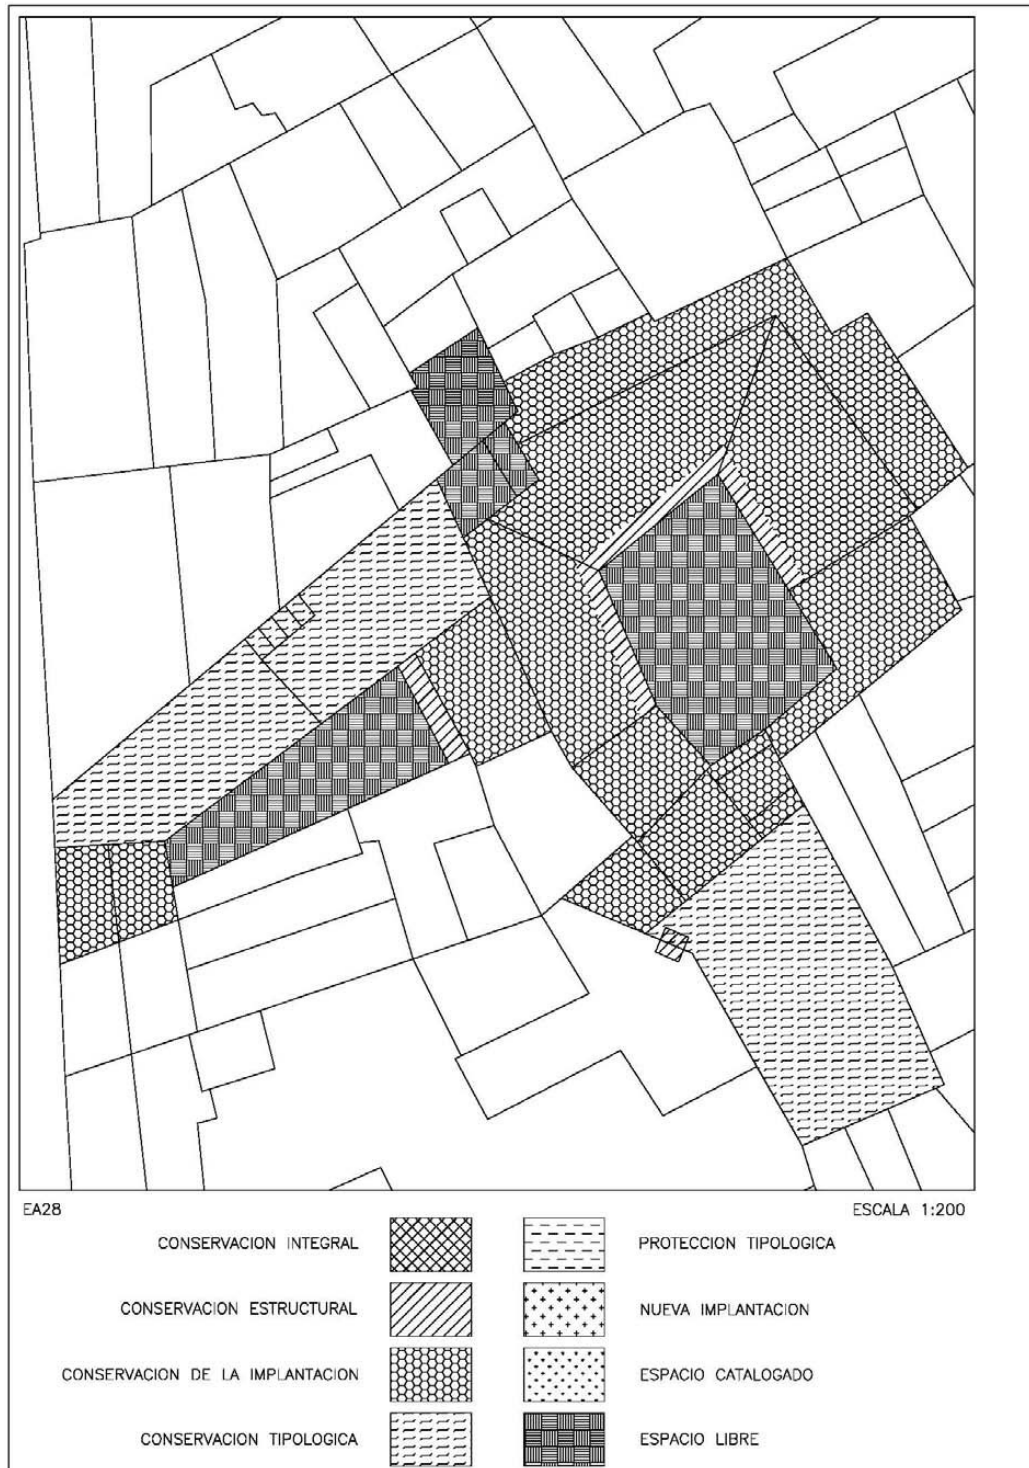 EA28
ESCALA 1:200
CONSERVACION INTEGRAL
PROTECCION TIPOLOGICA
CONSERVACION ESTRUCTURAL
NUEVA IMPLANTACION
CONSERVACION DE LA IMPLANTACION
ESPACIO CATALOGADO
CONSERVACION TIPOLOGICA
ESPACIO LIBRE